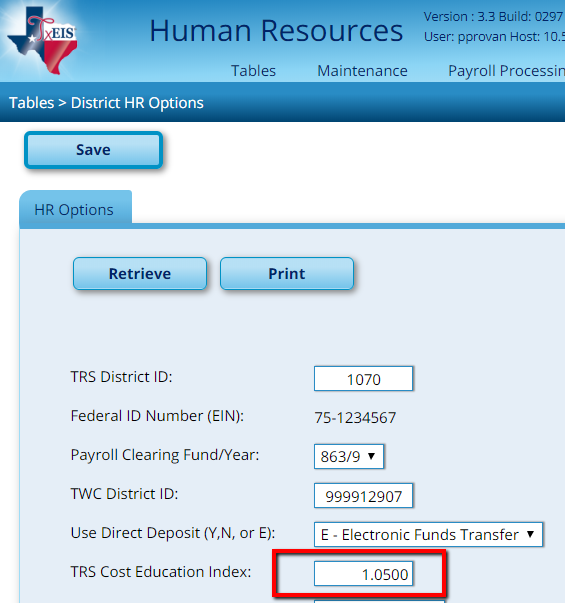 TxEIS
Human Resources
Version : 3.3 Build: 0297
User: pprovan Host: 10.5
Tables Maintenance Payroll Processin
Tables > District HR Options
Save
HR Options
Retrieve Print
TRS District ID: 1070
Federal ID Number (EIN): 75-1234567
Payroll Clearing Fund/Year: 863/9
TWC District ID: 999912907
Use Direct Deposit (Y,N, or E): E - Electronic Funds Transfer
TRS Cost Education Index: 1.0500